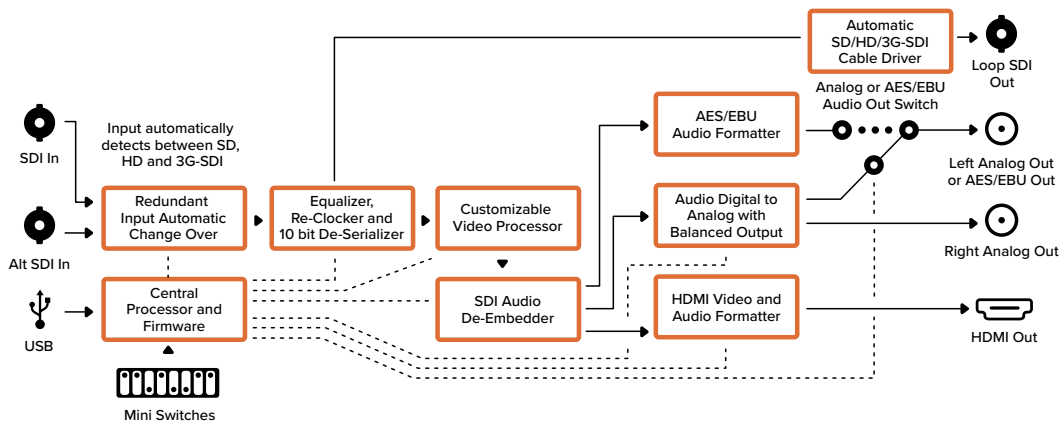 Automatic
SD/HD/3G-SDI
Cable Driver
Loop SDI
Out
Analog or AES/EBU
Audio Out Switch
SDI In
Input automatically
detects between SD,
HD and 3G-SDI
AES/EBU
Audio Formatter
Left Analog Out
or AES/EBU Out
Redundant
Input Automatic
Change Over
Equalizer,
Re-Clocker and
10 bit De-Serializer
Customizable
Video Processor
Audio Digital to
Analog with
Balanced Output
Right Analog Out
Alt SDI In
Central
Processor and
Firmware
SDI Audio
De-Embedder
HDMI Video and
Audio Formatter
HDMI Out
USB
Mini Switches